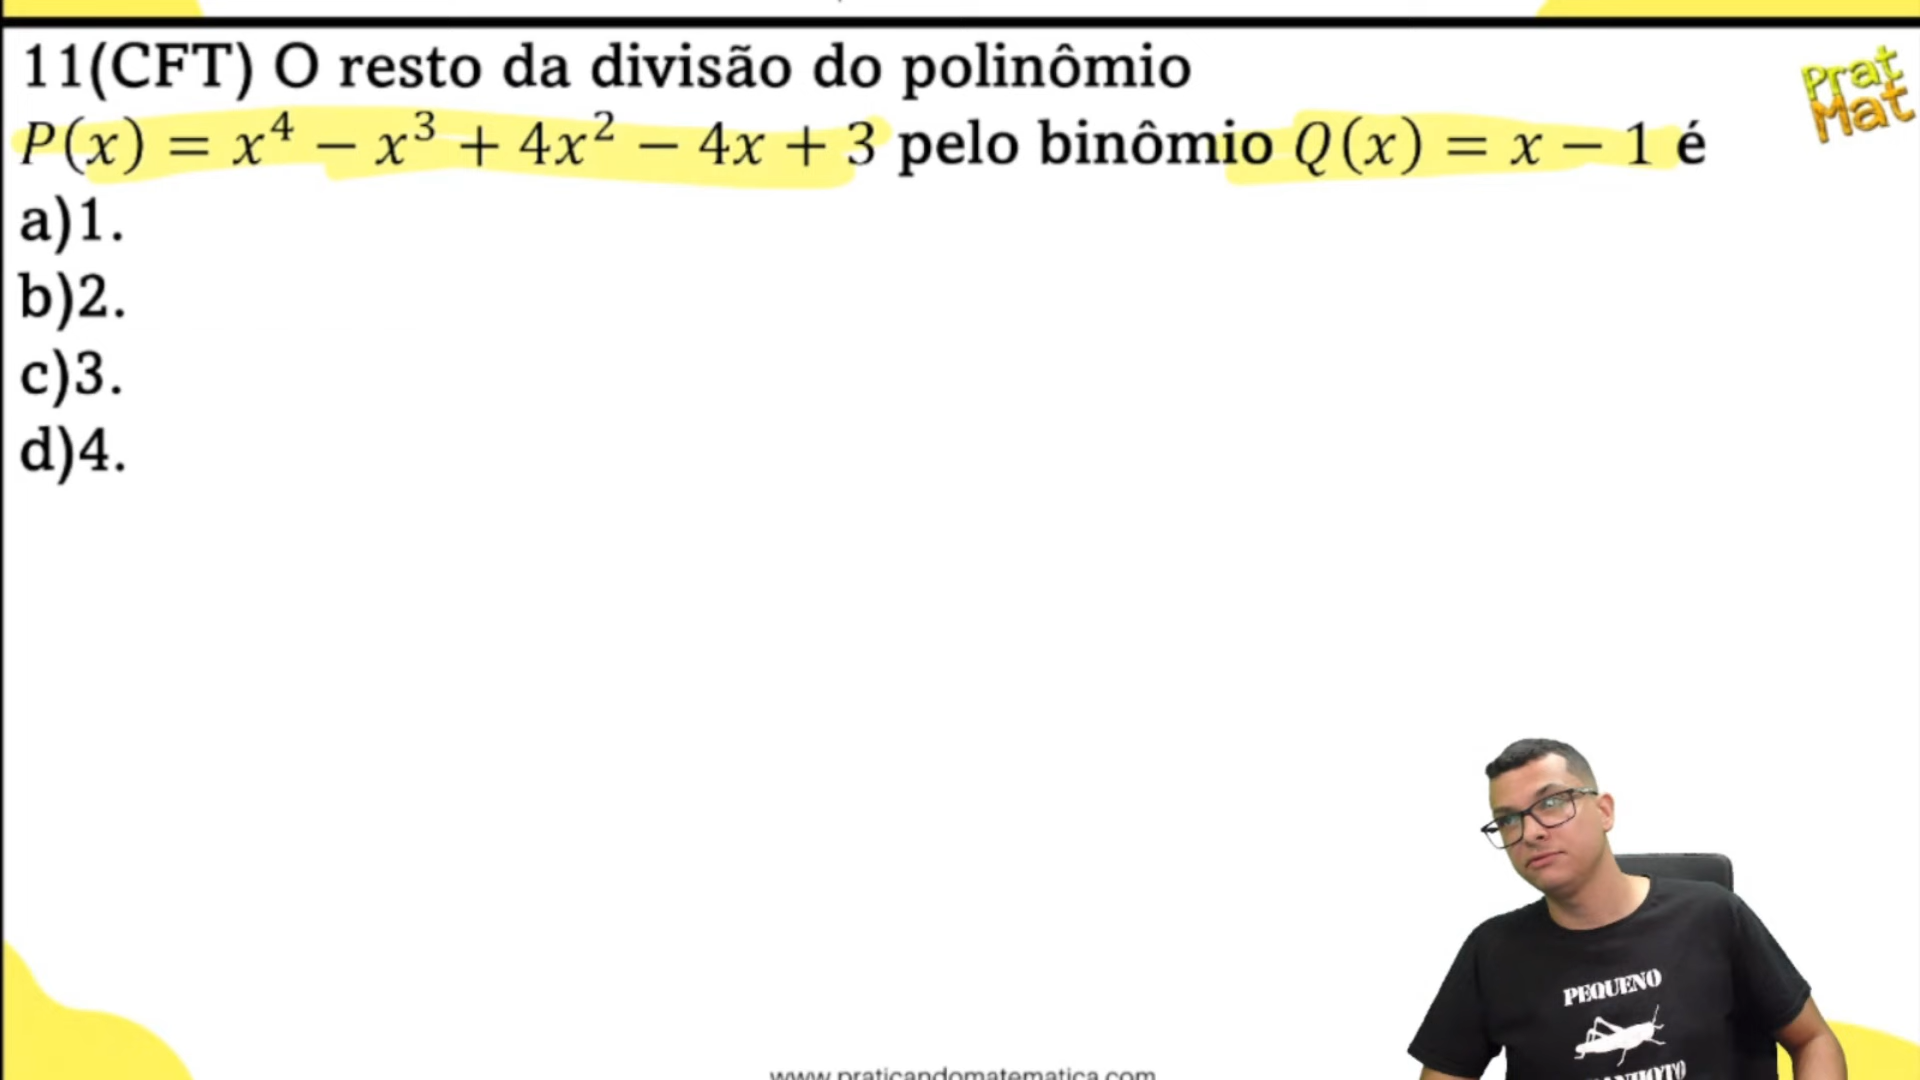 11(CFT) O resto da divisão do polinômio
Prat
Mat
P(x) = x⁴ − x³ + 4x² − 4x + 3 pelo binômio Q(x) = x − 1 é
a)1.
b)2.
c)3.
d)4.
PEQUENO
www.praticandomatematica.com